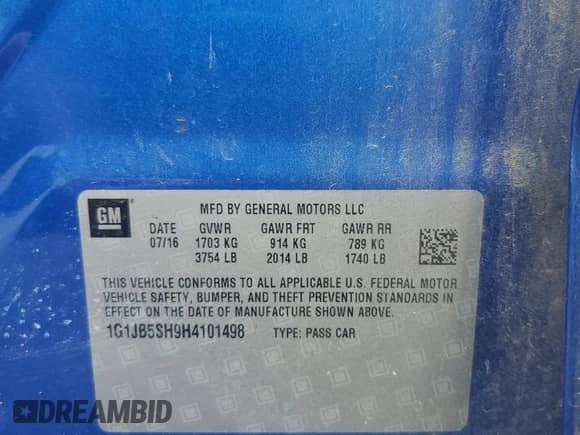 GM
MFD BY GENERAL MOTORS LLC
DATE GVWR GAWR FRT GAWR RR
07/16 1703 KG 914 KG 789 KG
3754 LB 2014 LB 1740 LB
THIS VEHICLE CONFORMS TO ALL APPLICABLE U.S. FEDERAL MOTOR
VEHICLE SAFETY, BUMPER, AND THEFT PREVENTION STANDARDS IN
EFFECT ON THE DATE OF MANUFACTURE SHOWN ABOVE.
1G1JB5SH9H4101498 TYPE: PASS CAR
DREAMBID